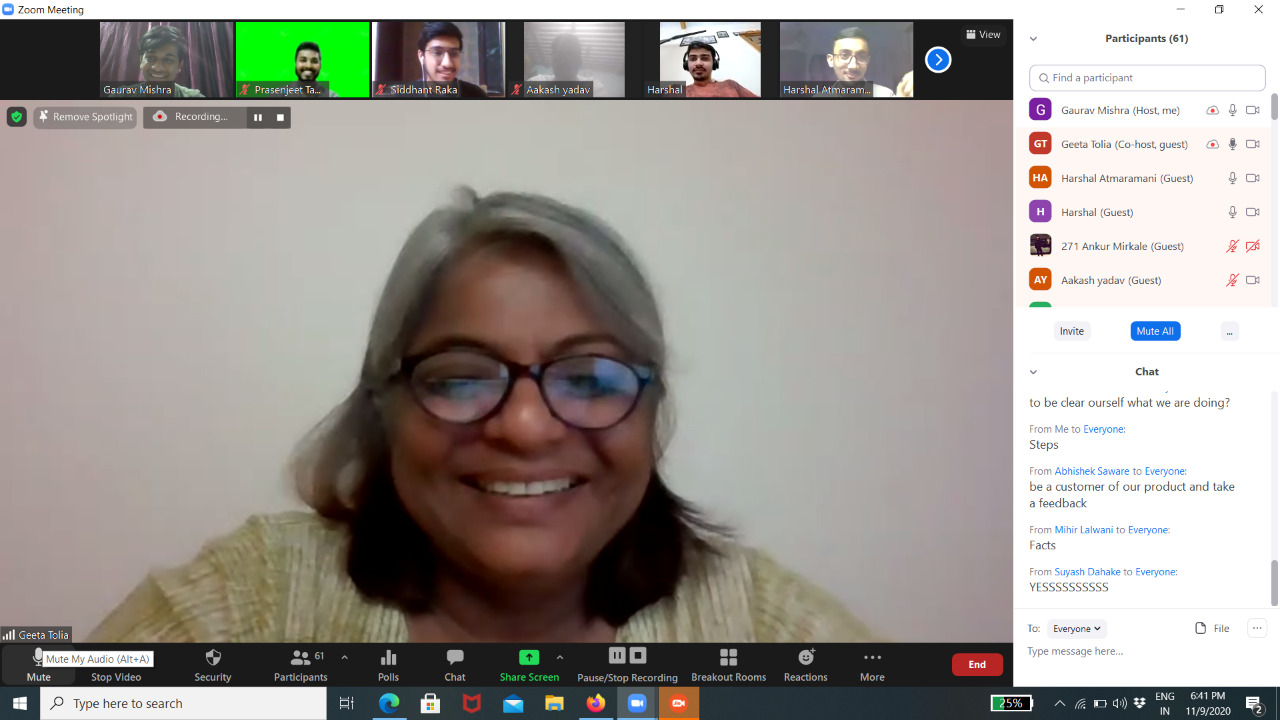 Zoom Meeting
Gaurav Mishra
Prasenjeet Ta...
Siddhant Raka
Aakash yadav
Harshal
Harshal Atmaram...
View
Remove Spotlight
Recording...
Geeta Tolia
Mute My Audio (Alt+A)
Mute
Stop Video
Security
61
Participants
Polls
Chat
Share Screen
Pause/Stop Recording
Breakout Rooms
Reactions
More
End
Participants (61)
Find a participant
G Gaurav Mishra (Host, me)
GT Geeta Tolia (Co-host, guest)
HA Harshal Atmaramani (Guest)
H Harshal (Guest)
271 Ankur Mirkale (Guest)
AY Aakash yadav (Guest)
Invite
Mute All
...
Chat
to be clear ourself what we are doing?
From Me to Everyone:
Steps
From Abhishek Saware to Everyone:
be a customer of our product and take
a feedback
From Mihir Lalwani to Everyone:
Facts
From Suyash Dahake to Everyone:
YESSSSSSSSSS
To: Everyone
File
Type message here...
Type here to search
25%
ENG
IN
6:41 PM
11/9/2020
2